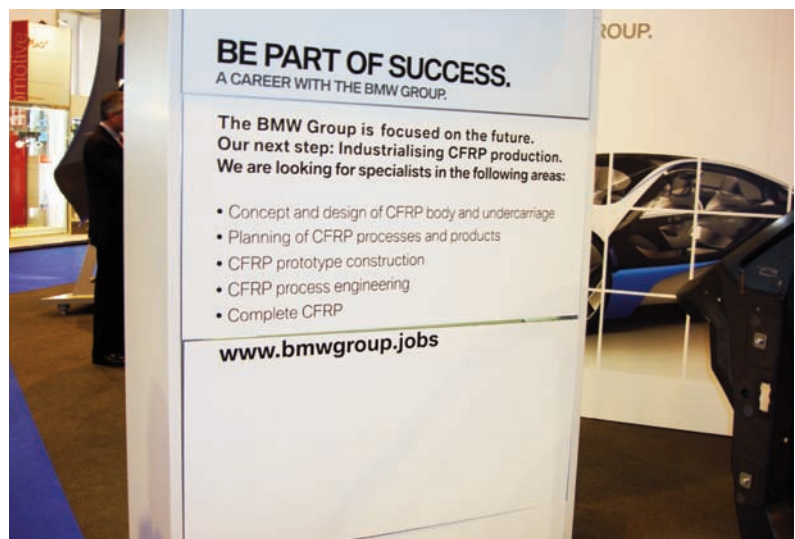 BE PART OF SUCCESS.
A CAREER WITH THE BMW GROUP.
The BMW Group is focused on the future.
Our next step: Industrialising CFRP production.
We are looking for specialists in the following areas:
• Concept and design of CFRP body and undercarriage
• Planning of CFRP processes and products
• CFRP prototype construction
• CFRP process engineering
• Complete CFRP
www.bmwgroup.jobs
ROUP.
omotive